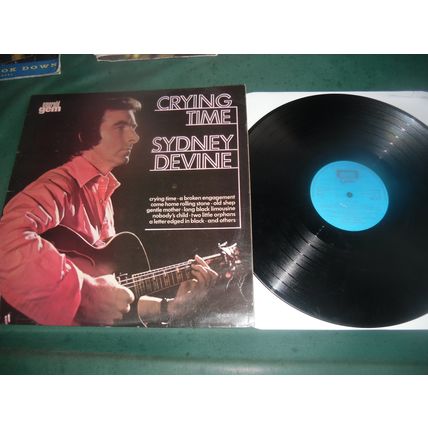 OK DOWN
emerald
gem
CRYING
TIME
SYDNEY
DEVINE
crying time · a broken engagement
come home rolling stone · old shep
gentle mother · long black limousine
nobody's child · two little orphans
a letter edged in black · and others